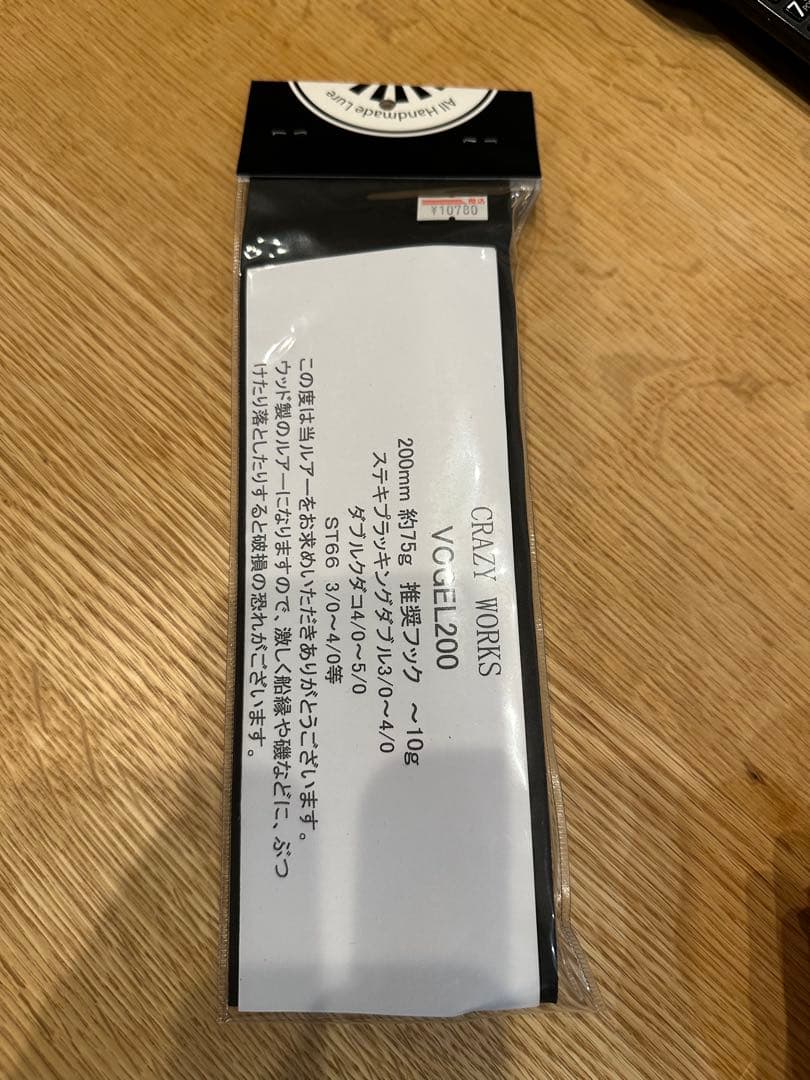 All Handmade Lure
税込
¥10780
CRAZY WORKS
VOGEL200
200mm 約75g 推奨フック ～10g
ステキプラッキングダブル3/0～4/0
ダブルクダコ4/0～5/0
ST66 3/0～4/0等
この度は当ルアーをお求めいただきありがとうございます。
ウッド製のルアーになりますので、激しく船縁や磯などに、ぶつ
けたり落としたりすると破損の恐れがございます。
7